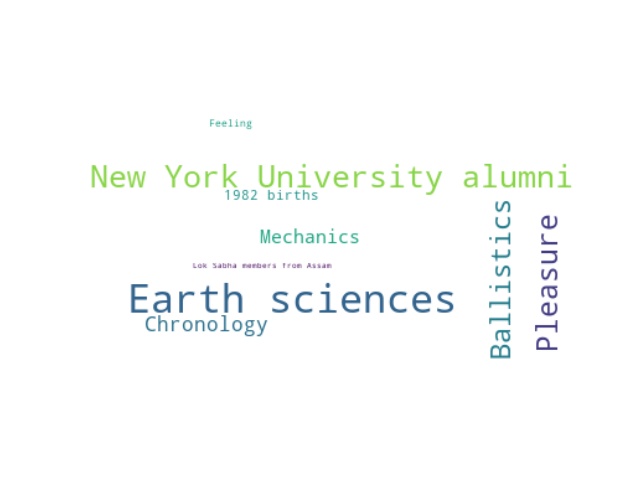 Feeling
New York University alumni
1982 births
Mechanics
Lok Sabha members from Assam
Earth sciences
Chronology
Ballistics
Pleasure